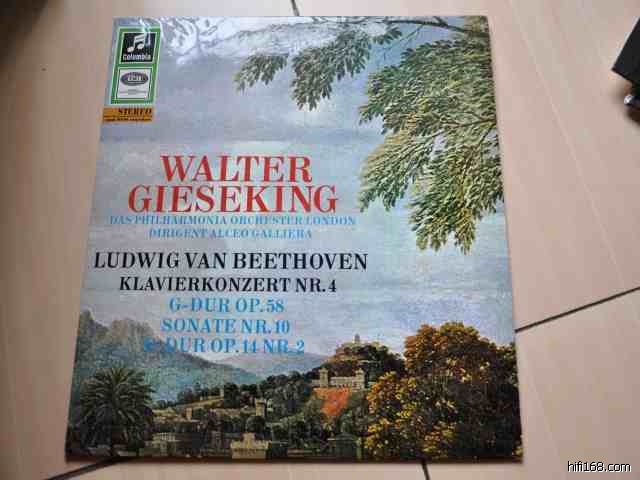 Columbia
EMI
STEREO
WALTER
GIESEKING
DAS PHILHARMONIA ORCHESTER LONDON
DIRIGENT ALCEO GALLIERA
LUDWIG VAN BEETHOVEN
KLAVIERKONZERT NR. 4
G-DUR OP. 58
SONATE NR. 10
DUR OP. 14 NR. 2
hifi168.com